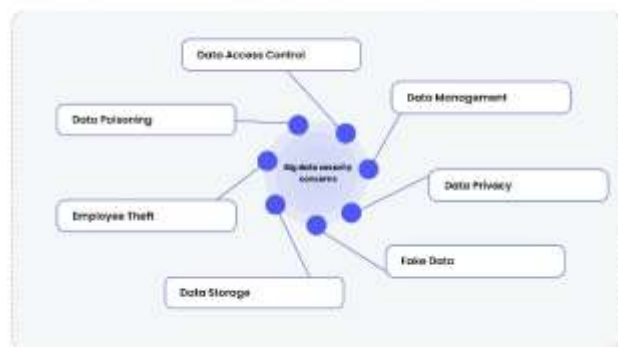 Data Access Control
Data Management
Data Poisoning
Big data security
concerns
Data Privacy
Employee Theft
Fake Data
Data Storage